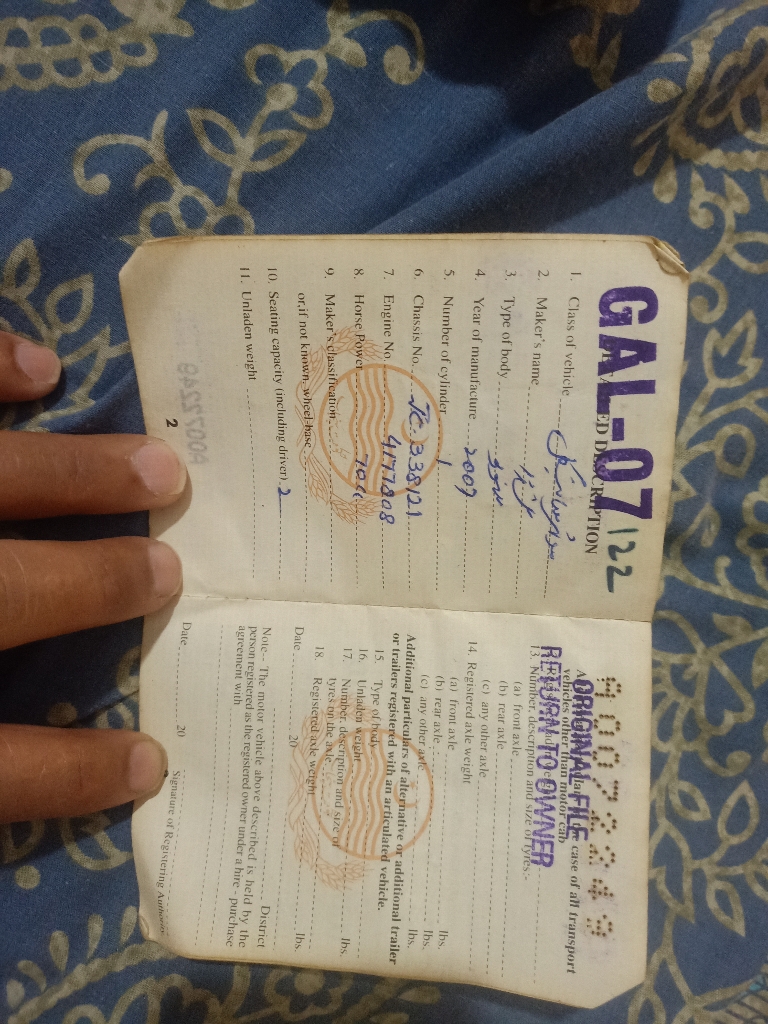 GAL-07 122
DETAILED DESCRIPTION
1. Class of vehicle
2. Maker's name
3. Type of body
4. Year of manufacture 2007
5. Number of cylinder 1
6. Chassis No. JC 338121
7. Engine No. 4177808
8. Horse Power 70CC
9. Maker's classification
or, if not known, wheel-base
10. Seating capacity (including driver) 2
11. Unladen weight
2
A0072249
A0072249
case of all transport
vehicles other than motor cab
ORIGINAL FILE
RETURN TO OWNER
13. Number, description and size of tyres:-
(a) front axle
(b) rear axle
(c) any other axle
14. Registered axle weight
(a) front axle lbs.
(b) rear axle lbs.
(c) any other axle lbs.
Additional particulars of alternative or additional trailer
or trailers registered with an articulated vehicle.
15. Type of body
16. Unladen weight
17. Number, description and size of
tyres on the axle lbs.
18. Registered axle weight lbs.
Date 20
District
Note-- The motor vehicle above described is held by the
person registered as the registered owner under a hire purchase
agreement with
Date 20
Signature of Registering Authority